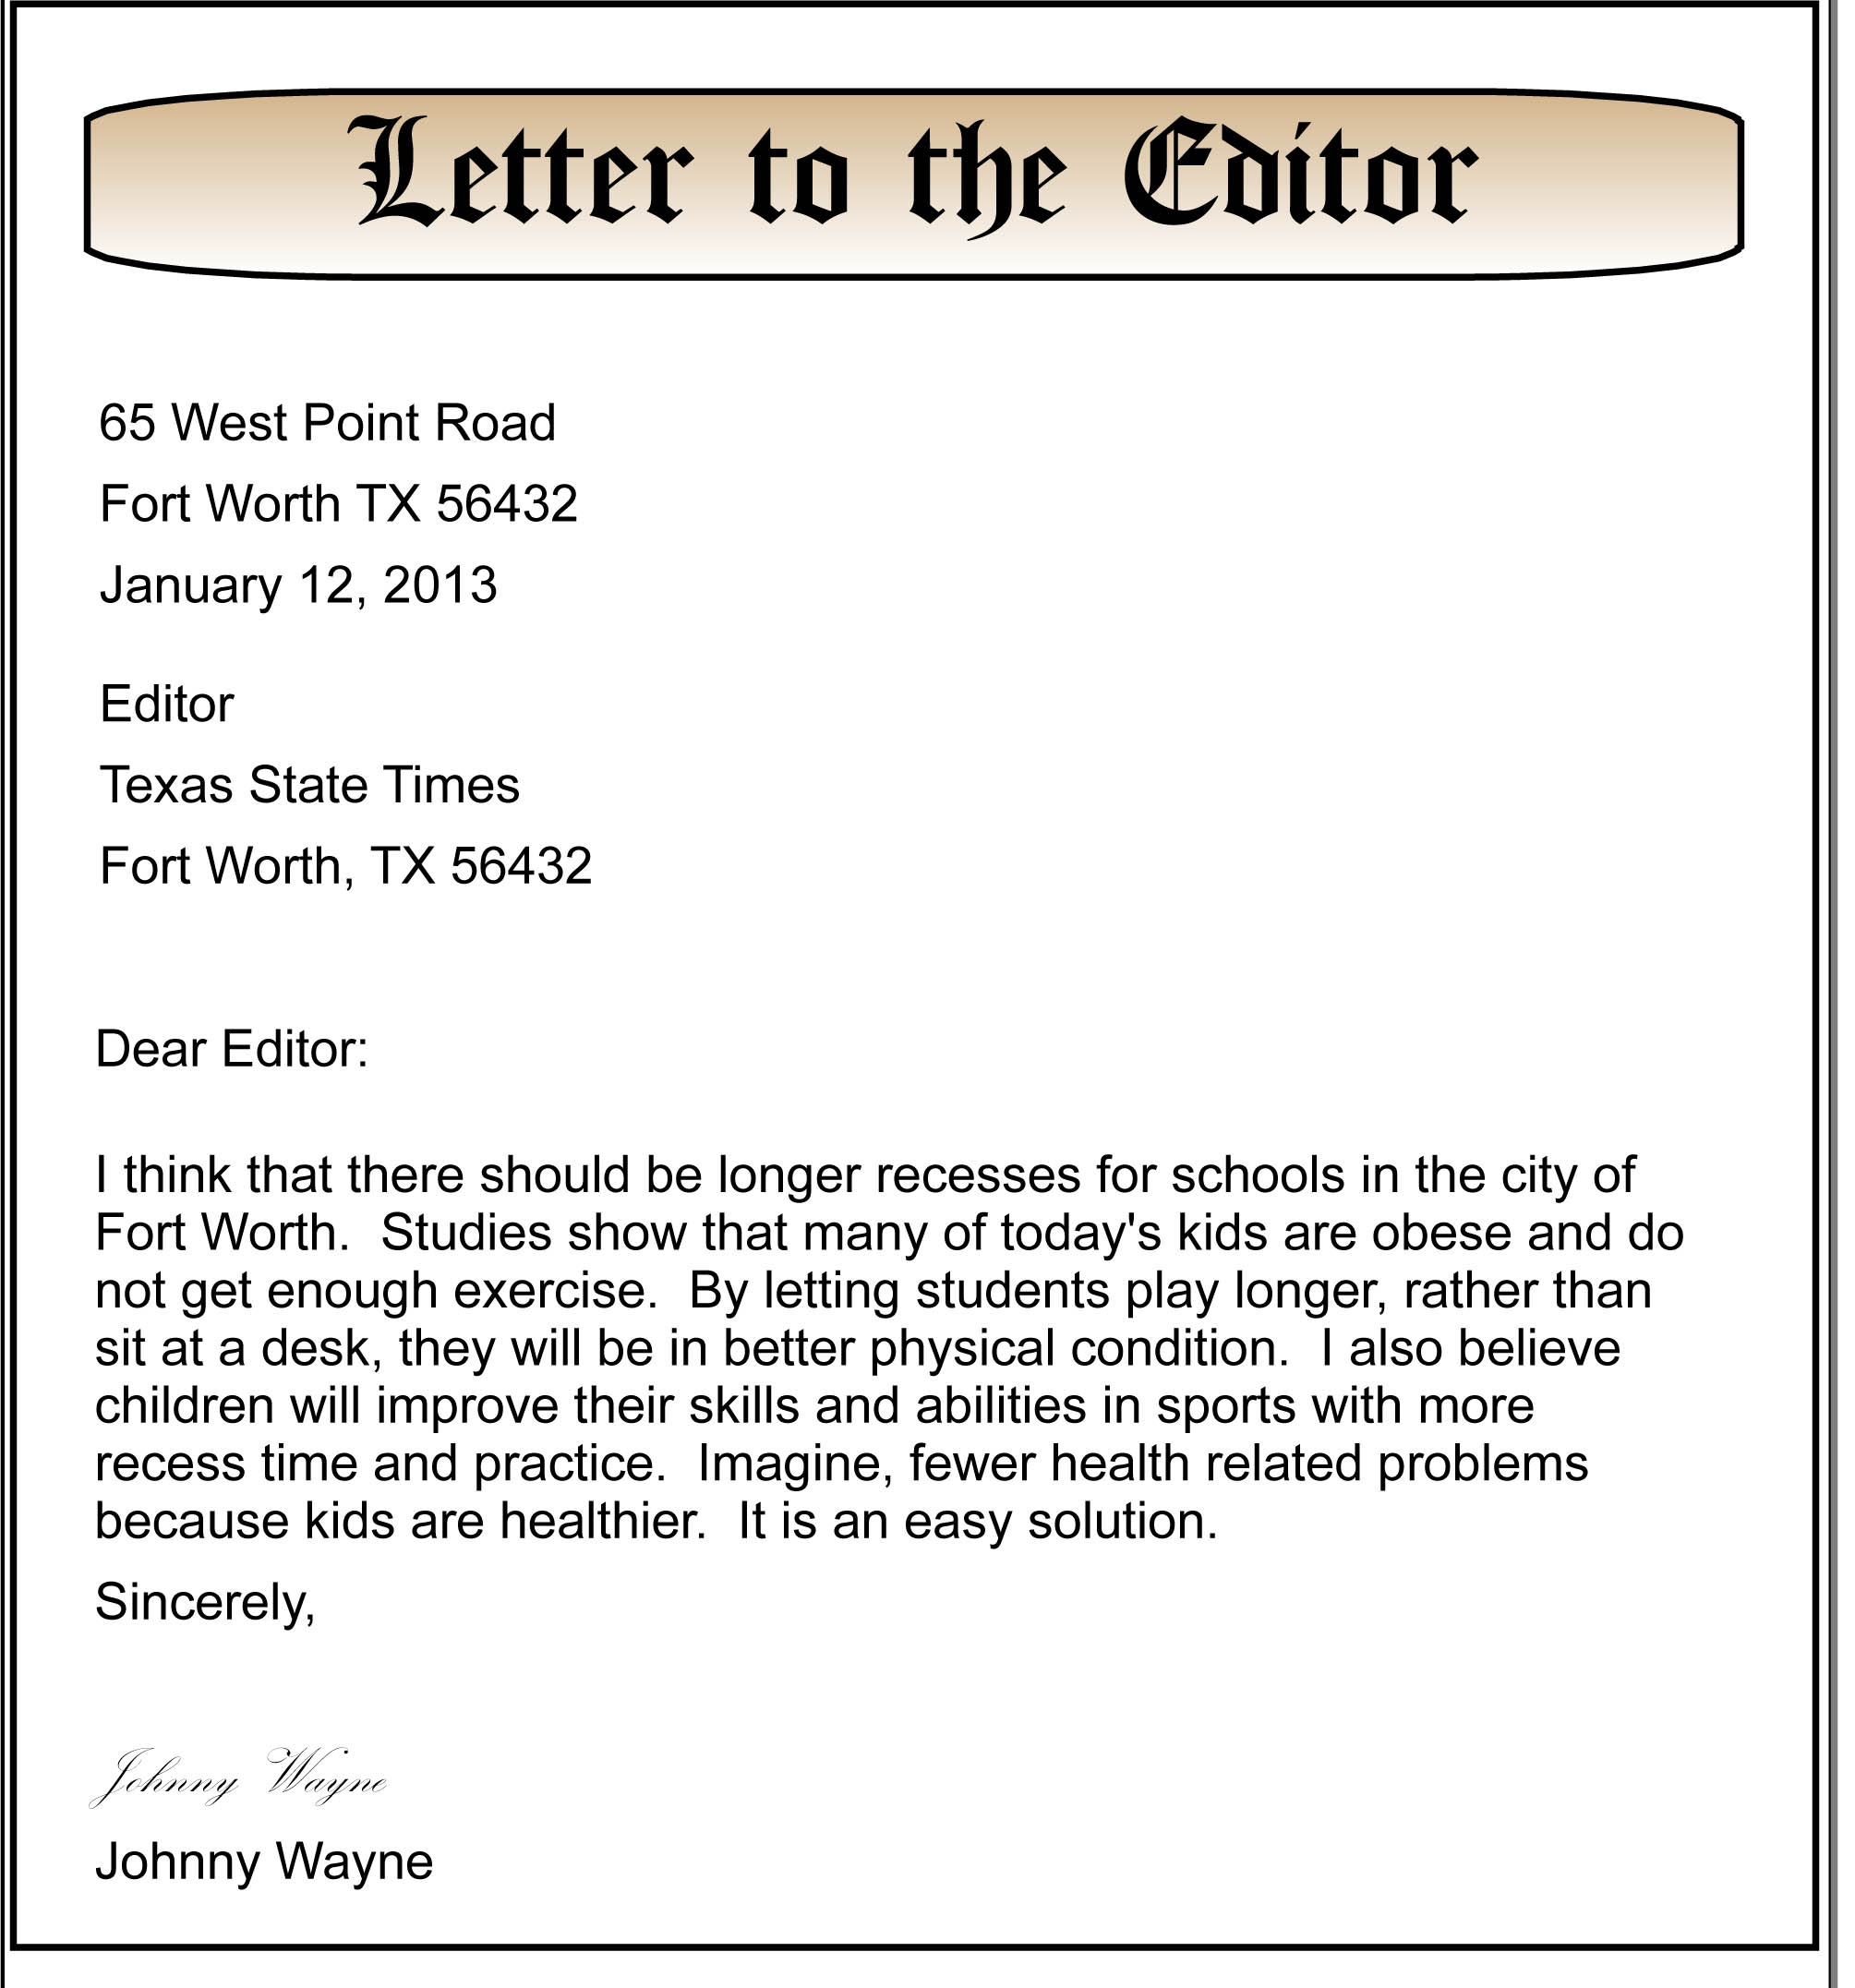 Letter to the Editor
65 West Point Road
Fort Worth TX 56432
January 12, 2013
Editor
Texas State Times
Fort Worth, TX 56432
Dear Editor:
I think that there should be longer recesses for schools in the city of
Fort Worth.  Studies show that many of today's kids are obese and do
not get enough exercise.  By letting students play longer, rather than
sit at a desk, they will be in better physical condition.  I also believe
children will improve their skills and abilities in sports with more
recess time and practice.  Imagine, fewer health related problems
because kids are healthier.  It is an easy solution.
Sincerely,
Johnny Wayne
Johnny Wayne